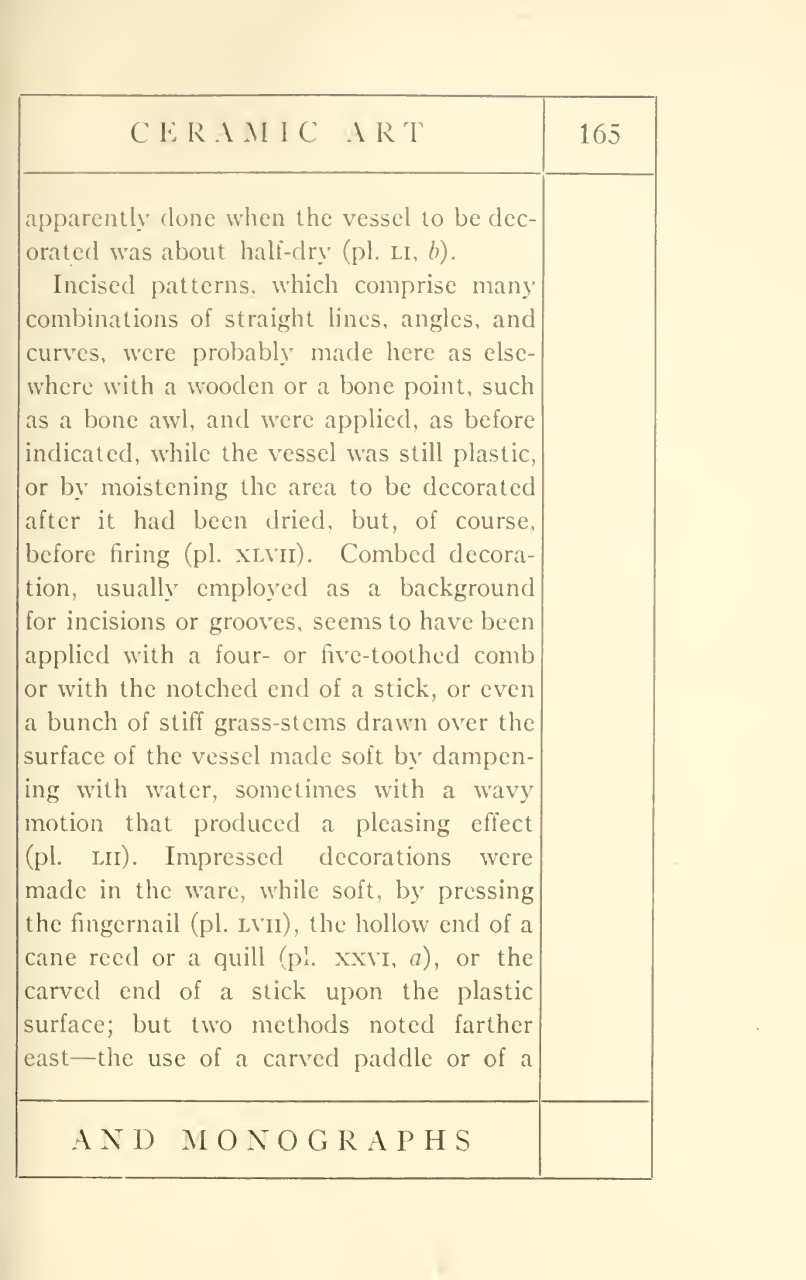 CERAMIC ART 165
apparently done when the vessel to be dec-
orated was about half-dry (pl. LI, b).
Incised patterns, which comprise many
combinations of straight lines, angles, and
curves, were probably made here as else-
where with a wooden or a bone point, such
as a bone awl, and were applied, as before
indicated, while the vessel was still plastic,
or by moistening the area to be decorated
after it had been dried, but, of course,
before firing (pl. XLVII). Combed decora-
tion, usually employed as a background
for incisions or grooves, seems to have been
applied with a four- or five-toothed comb
or with the notched end of a stick, or even
a bunch of stiff grass-stems drawn over the
surface of the vessel made soft by dampen-
ing with water, sometimes with a wavy
motion that produced a pleasing effect
(pl. LII). Impressed decorations were
made in the ware, while soft, by pressing
the fingernail (pl. LVII), the hollow end of a
cane reed or a quill (pl. XXVI, a), or the
carved end of a stick upon the plastic
surface; but two methods noted farther
east—the use of a carved paddle or of a
AND MONOGRAPHS